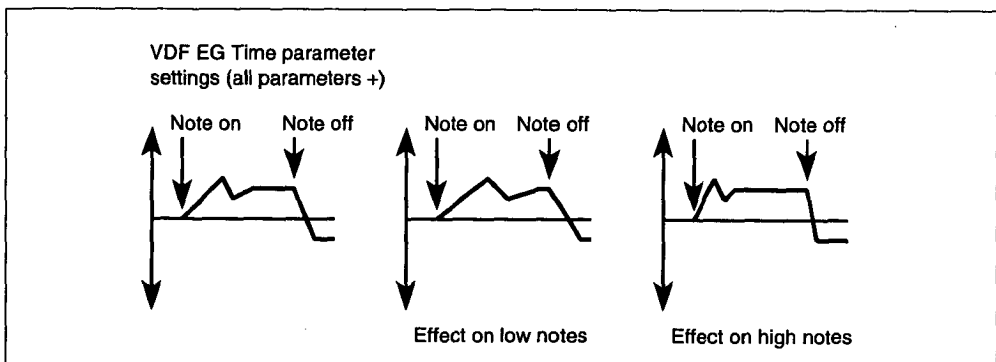 VDF EG Time parameter
settings (all parameters +)
Note on Note off
Note on Note off
Note on Note off
Effect on low notes
Effect on high notes